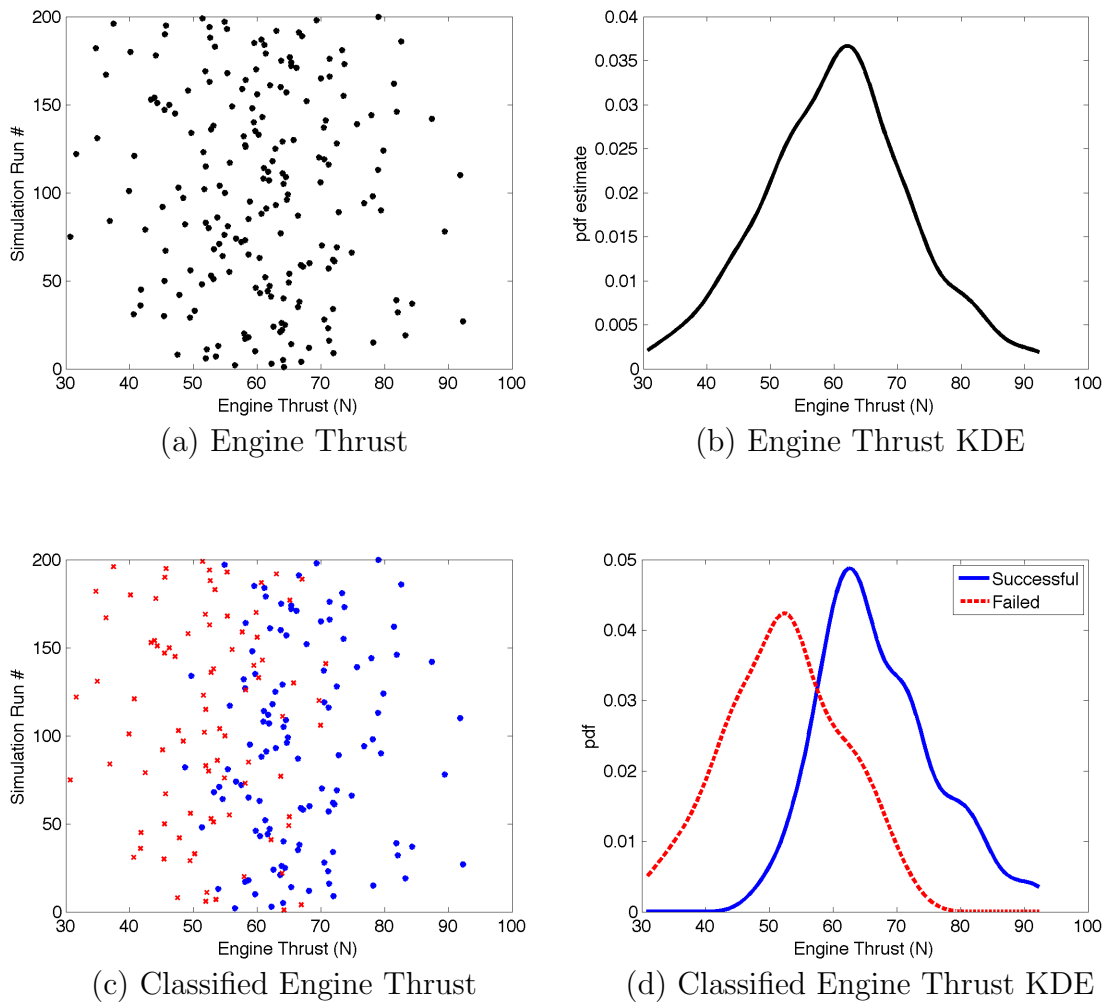 200
150
100
50
0
Simulation Run #
30 40 50 60 70 80 90 100
Engine Thrust (N)
(a) Engine Thrust
0.04
0.035
0.03
0.025
0.02
0.015
0.01
0.005
0
pdf estimate
30 40 50 60 70 80 90 100
Engine Thrust (N)
(b) Engine Thrust KDE
200
150
100
50
0
Simulation Run #
30 40 50 60 70 80 90 100
Engine Thrust (N)
(c) Classified Engine Thrust
0.05
0.04
0.03
0.02
0.01
0
pdf
Successful
Failed
30 40 50 60 70 80 90 100
Engine Thrust (N)
(d) Classified Engine Thrust KDE